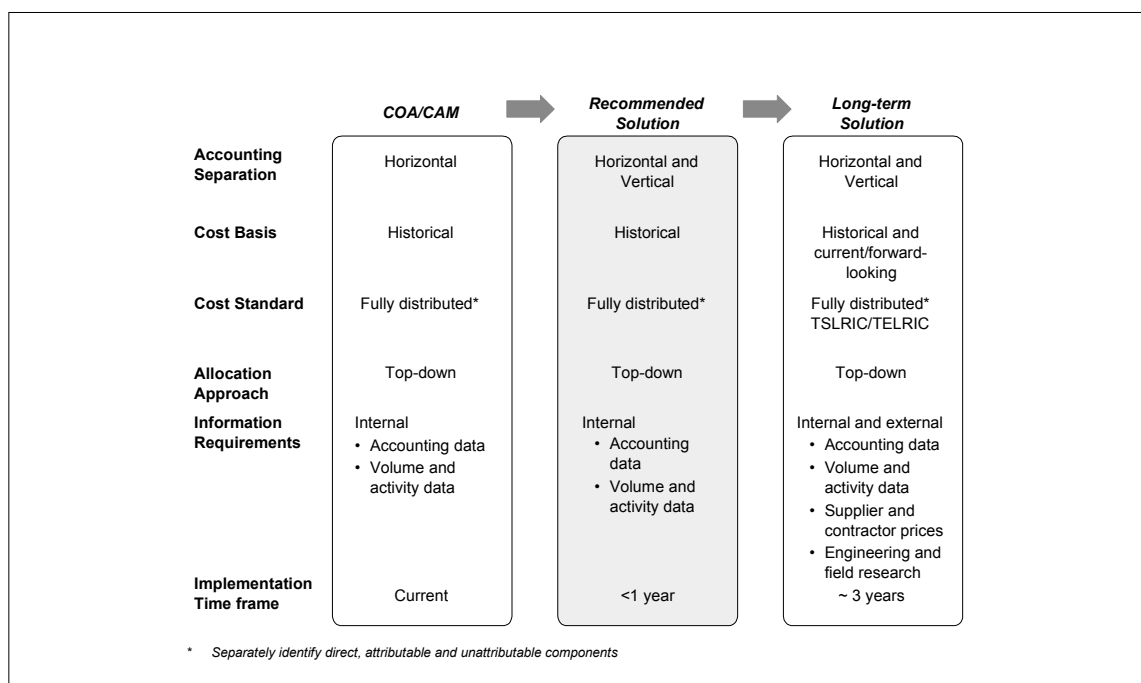 COA/CAM
Recommended
Solution
Long-term
Solution
Accounting
Separation
Horizontal
Horizontal and
Vertical
Horizontal and
Vertical
Cost Basis
Historical
Historical
Historical and
current/forward-
looking
Cost Standard
Fully distributed*
Fully distributed*
Fully distributed*
TSLRIC/TELRIC
Allocation
Approach
Top-down
Top-down
Top-down
Information
Requirements
Internal
• Accounting data
• Volume and
activity data
Internal
• Accounting
data
• Volume and
activity data
Internal and external
• Accounting data
• Volume and
activity data
• Supplier and
contractor prices
• Engineering and
field research
Implementation
Time frame
Current
<1 year
~ 3 years
* Separately identify direct, attributable and unattributable components